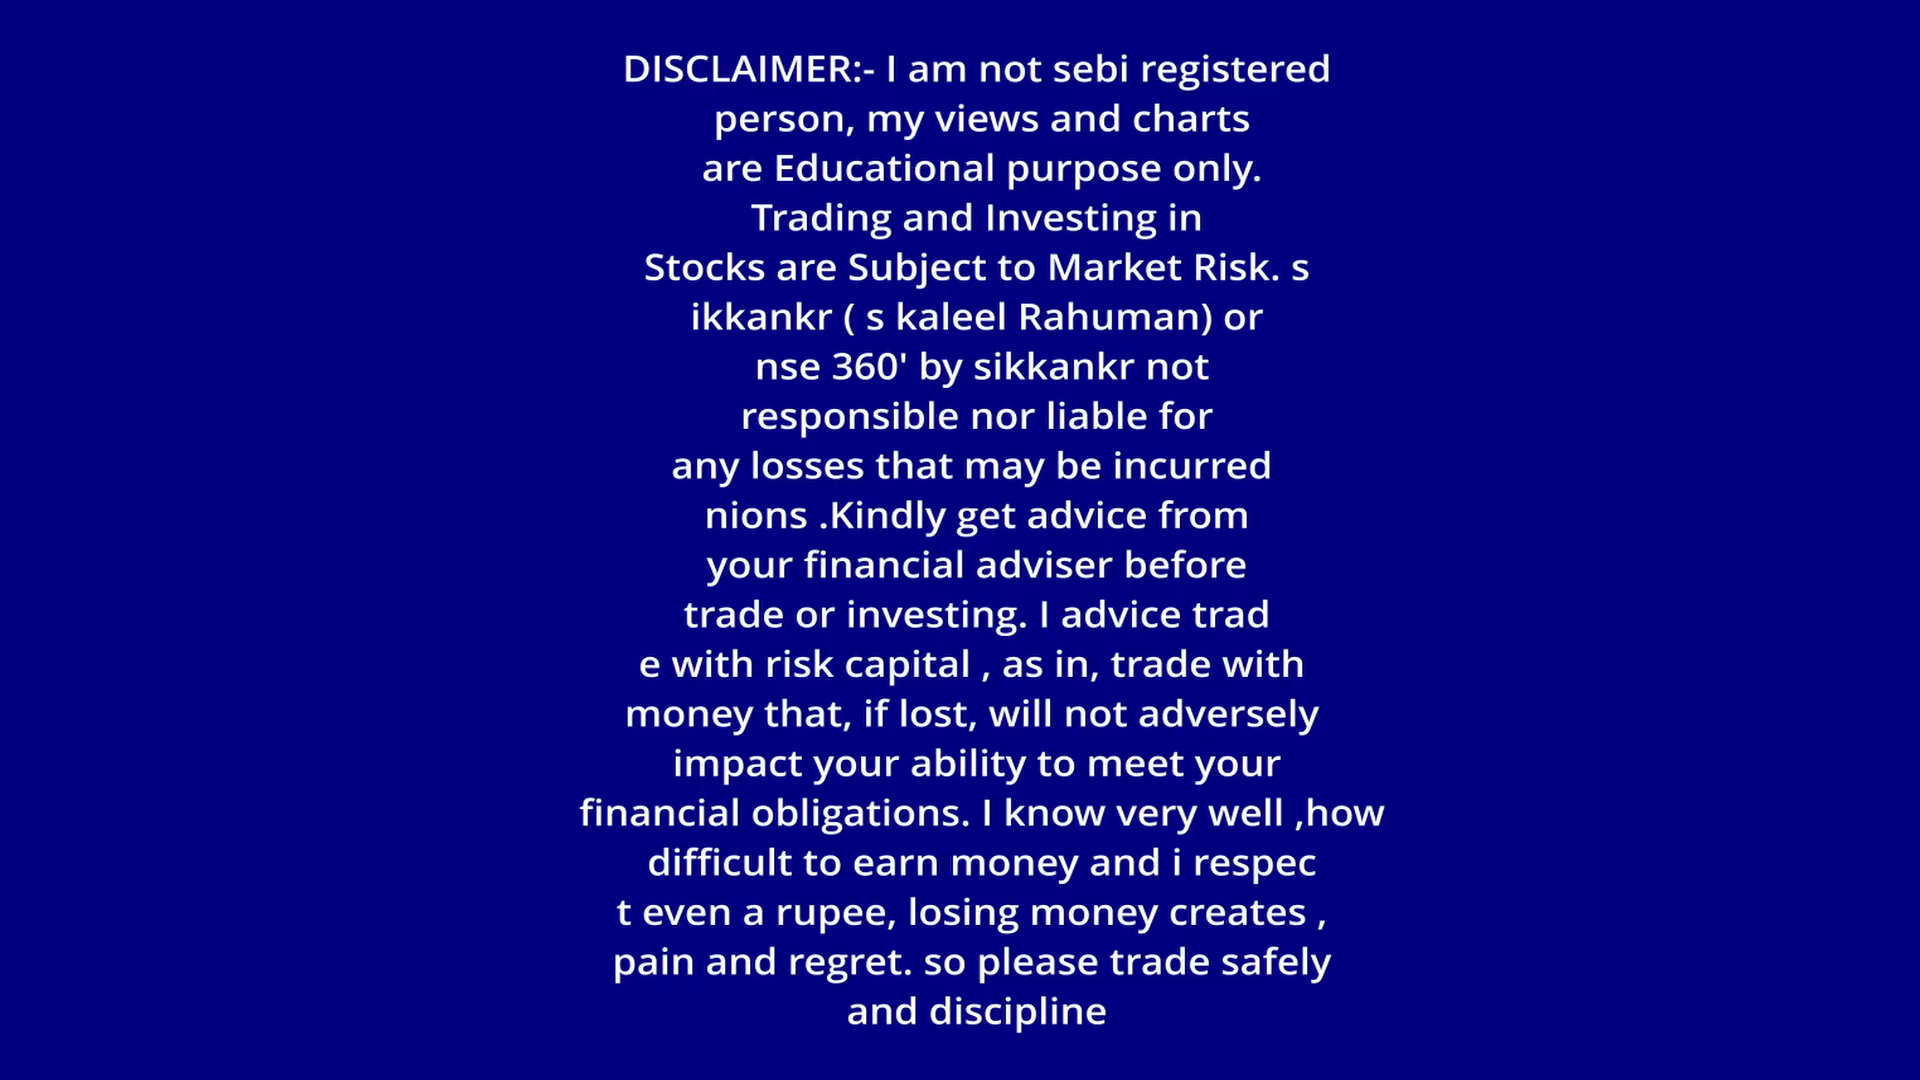 DISCLAIMER:- I am not sebi registered
person, my views and charts
are Educational purpose only.
Trading and Investing in
Stocks are Subject to Market Risk. s
ikkankr ( s kaleel Rahuman) or
nse 360' by sikkankr not
responsible nor liable for
any losses that may be incurred
nions .Kindly get advice from
your financial adviser before
trade or investing. I advice trad
e with risk capital , as in, trade with
money that, if lost, will not adversely
impact your ability to meet your
financial obligations. I know very well ,how
difficult to earn money and i respec
t even a rupee, losing money creates ,
pain and regret. so please trade safely
and discipline